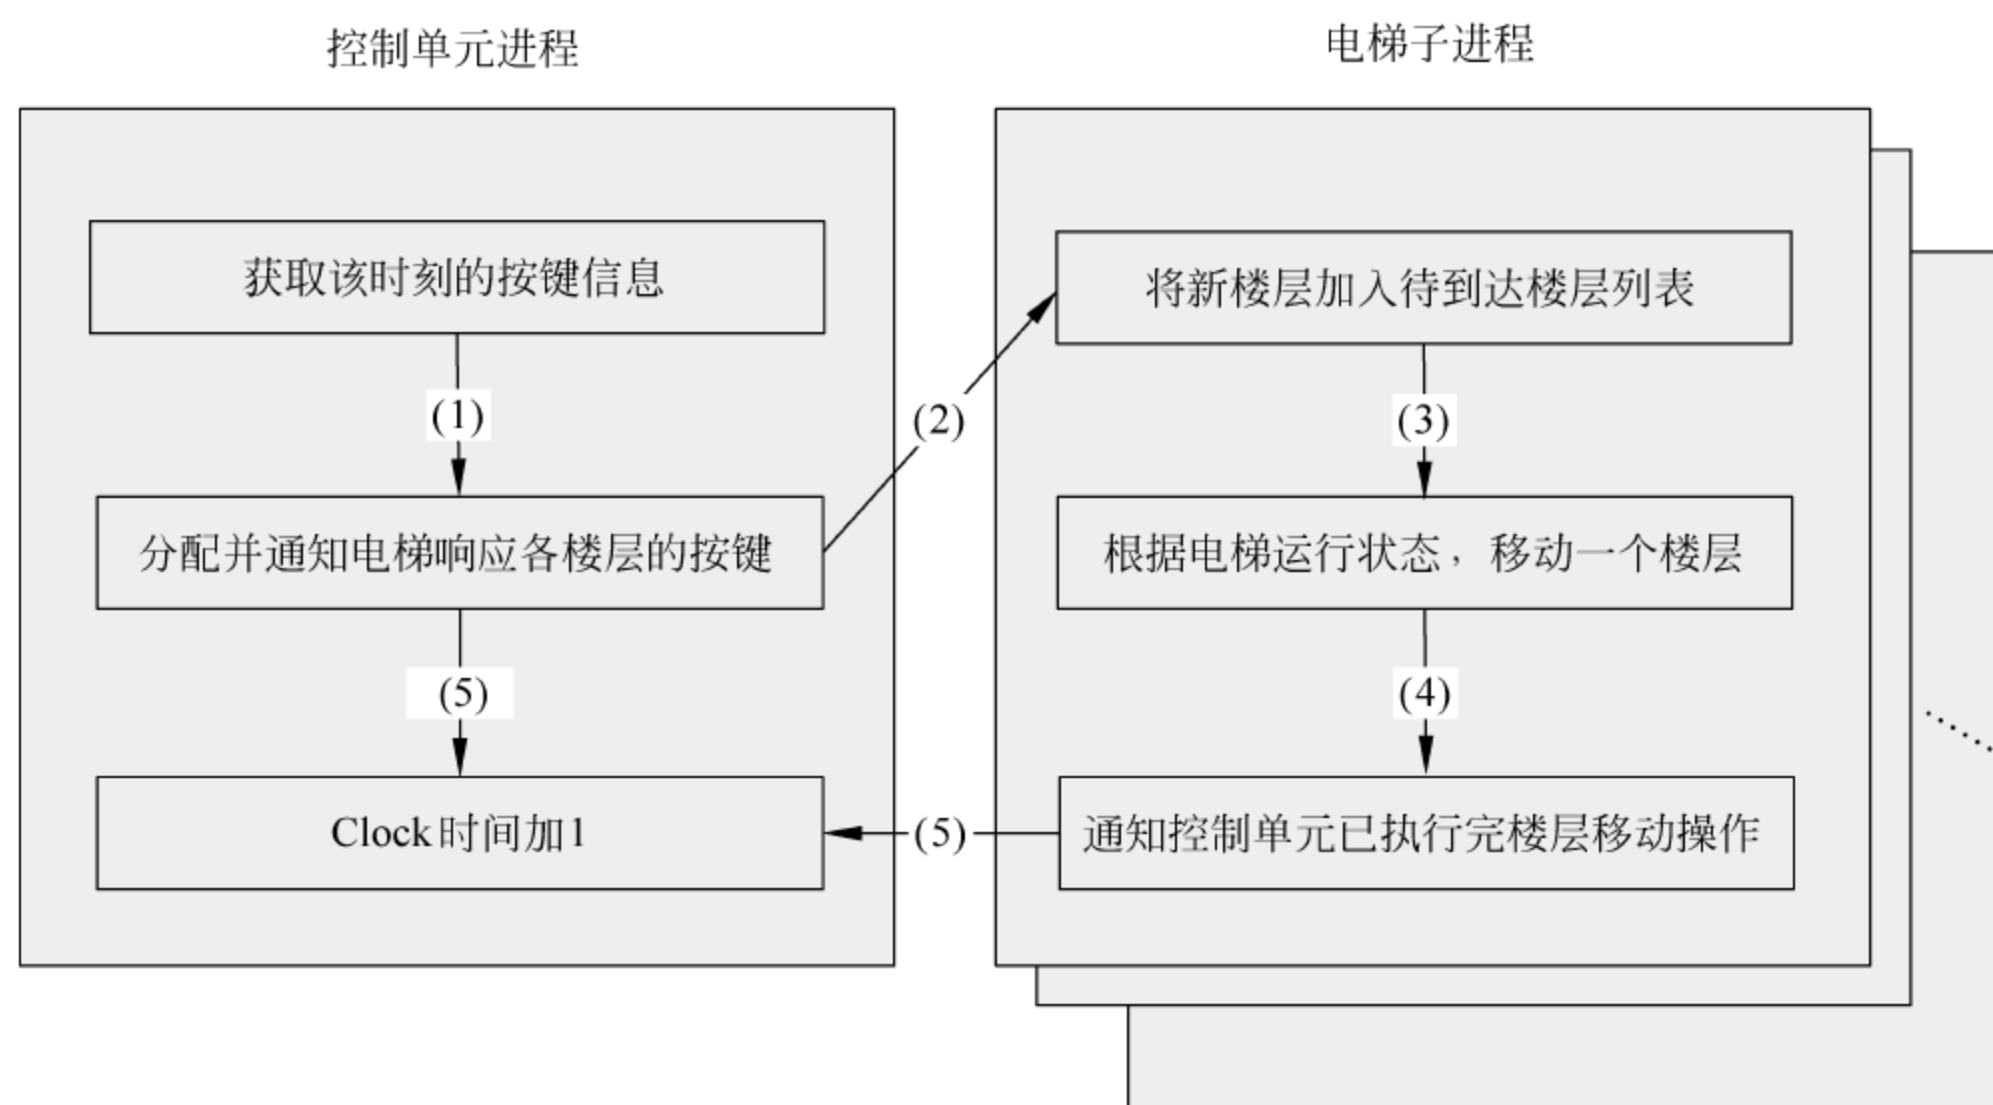 控制单元进程
电梯子进程
获取该时刻的按键信息
将新楼层加入待到达楼层列表
(1)
(2)
(3)
分配并通知电梯响应各楼层的按键
根据电梯运行状态，移动一个楼层
(5)
(4)
Clock时间加1
(5)
通知控制单元已执行完楼层移动操作